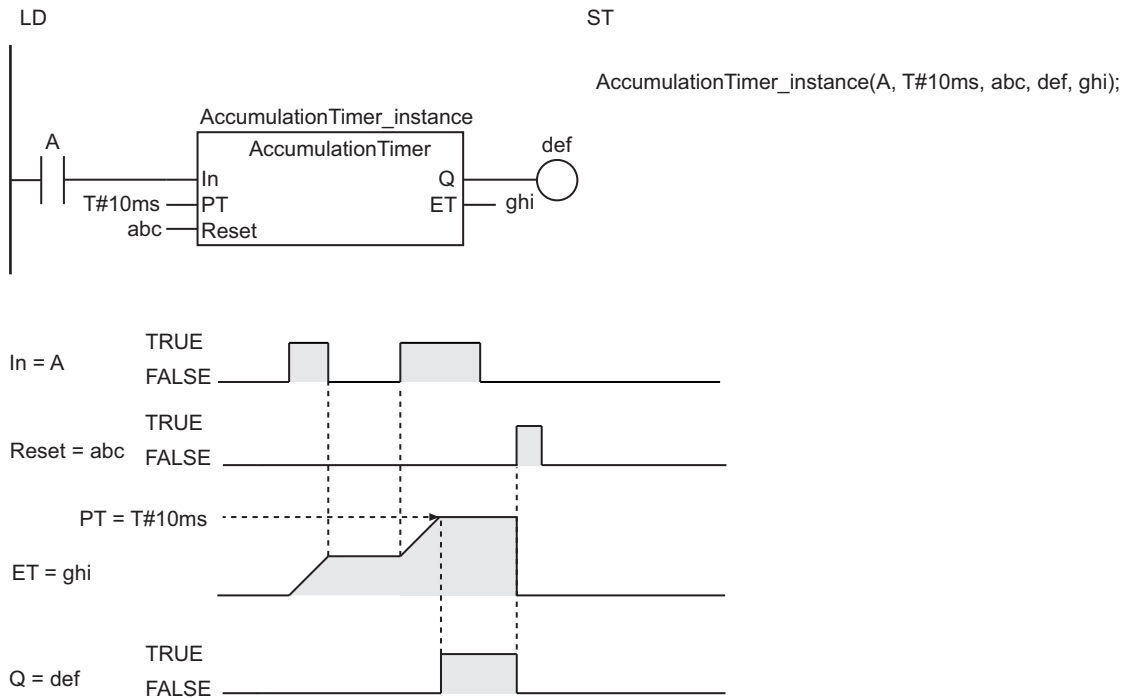 LD
ST
AccumulationTimer_instance(A, T#10ms, abc, def, ghi);
AccumulationTimer_instance
A
AccumulationTimer
def
In
Q
T#10ms
PT
ET
ghi
abc
Reset
In = A
TRUE
FALSE
Reset = abc
TRUE
FALSE
PT = T#10ms
ET = ghi
Q = def
TRUE
FALSE